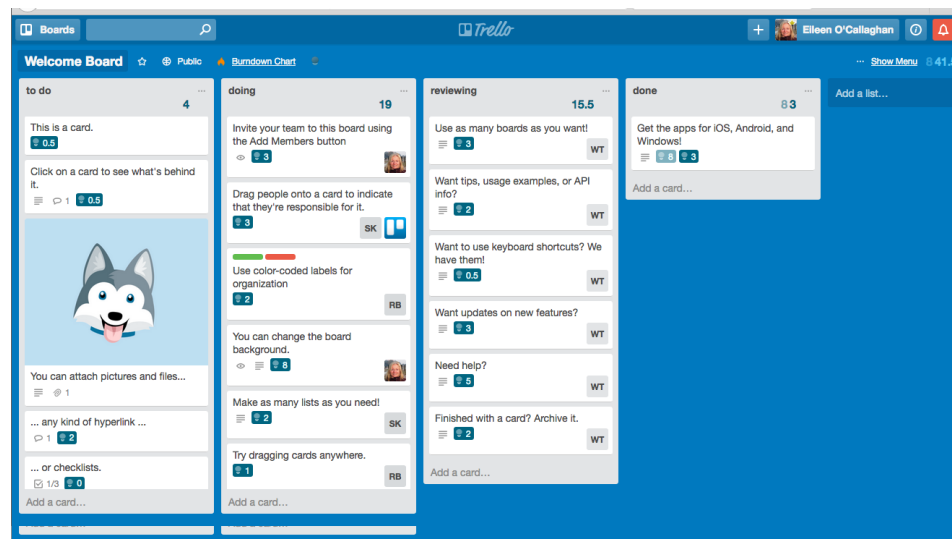 Boards
Trello
Eileen O'Callaghan
Welcome Board
Public
Burndown Chart
... Show Menu
8 41.5
to do
4
This is a card.
0.5
Click on a card to see what's behind
it.
1 0.5
You can attach pictures and files...
1
... any kind of hyperlink ...
1 2
... or checklists.
1/3 0
Add a card...
doing
19
Invite your team to this board using
the Add Members button
3
Drag people onto a card to indicate
that they're responsible for it.
3
SK
Use color-coded labels for
organization
2
RB
You can change the board
background.
8
Make as many lists as you need!
2
SK
Try dragging cards anywhere.
1
RB
Add a card...
reviewing
15.5
Use as many boards as you want!
3
WT
Want tips, usage examples, or API
info?
2
WT
Want to use keyboard shortcuts? We
have them!
0.5
WT
Want updates on new features?
3
WT
Need help?
5
WT
Finished with a card? Archive it.
2
WT
Add a card...
done
8 3
Get the apps for iOS, Android, and
Windows!
8 3
Add a card...
Add a list...